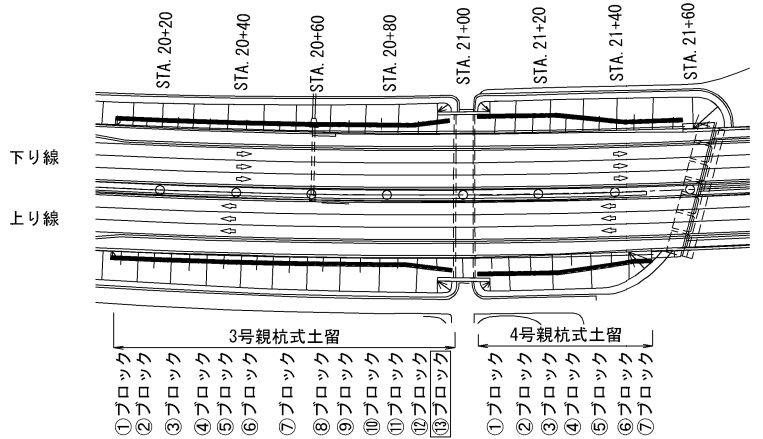 STA. 20+20
STA. 20+40
STA. 20+60
STA. 20+80
STA. 21+00
STA. 21+20
STA. 21+40
STA. 21+60
下り線
上り線
3号親杭式土留
4号親杭式土留
①ブロック
②ブロック
③ブロック
④ブロック
⑤ブロック
⑥ブロック
⑦ブロック
⑧ブロック
⑨ブロック
⑩ブロック
⑪ブロック
⑫ブロック
⑬ブロック
①ブロック
②ブロック
③ブロック
④ブロック
⑤ブロック
⑥ブロック
⑦ブロック